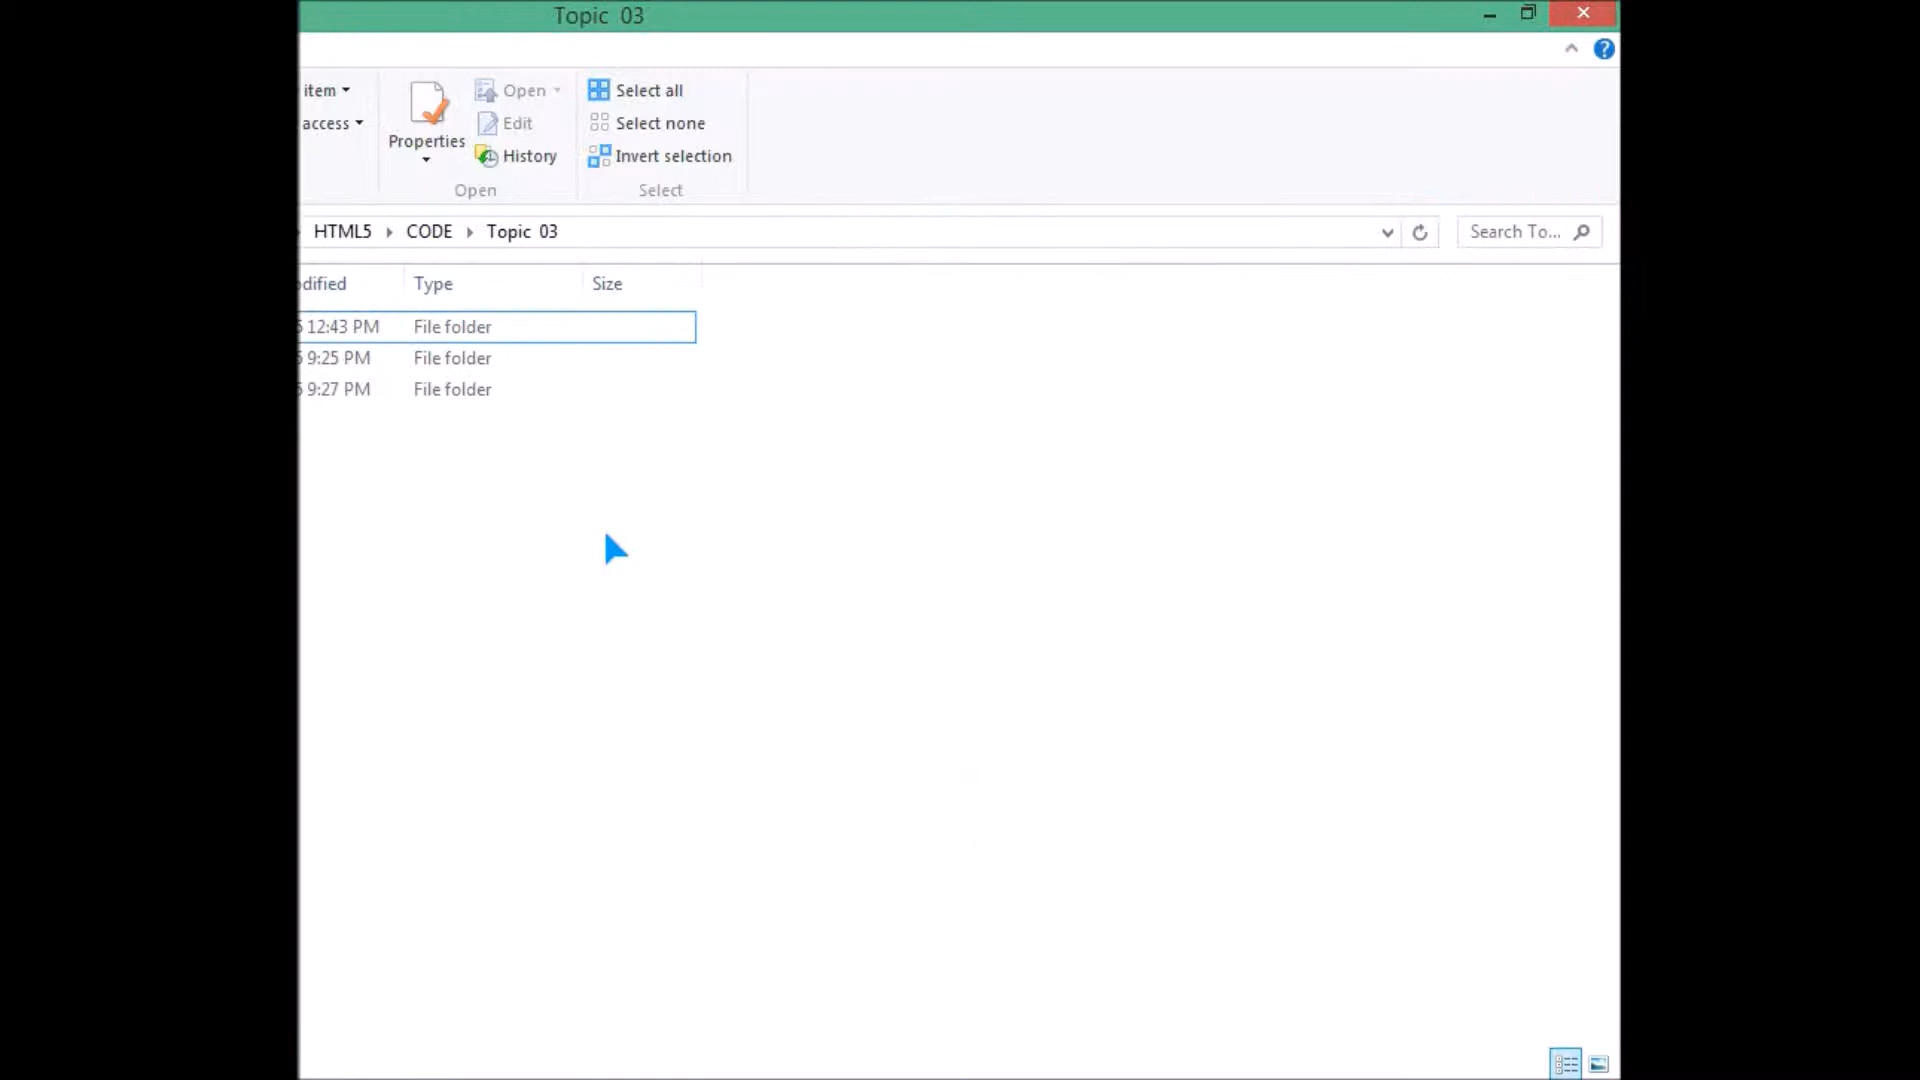 Topic 03
item
access
Properties
Open
Edit
History
Open
Select all
Select none
Invert selection
Select
HTML5 CODE Topic 03
Search To...
odified Type Size
12:43 PM File folder
9:25 PM File folder
9:27 PM File folder